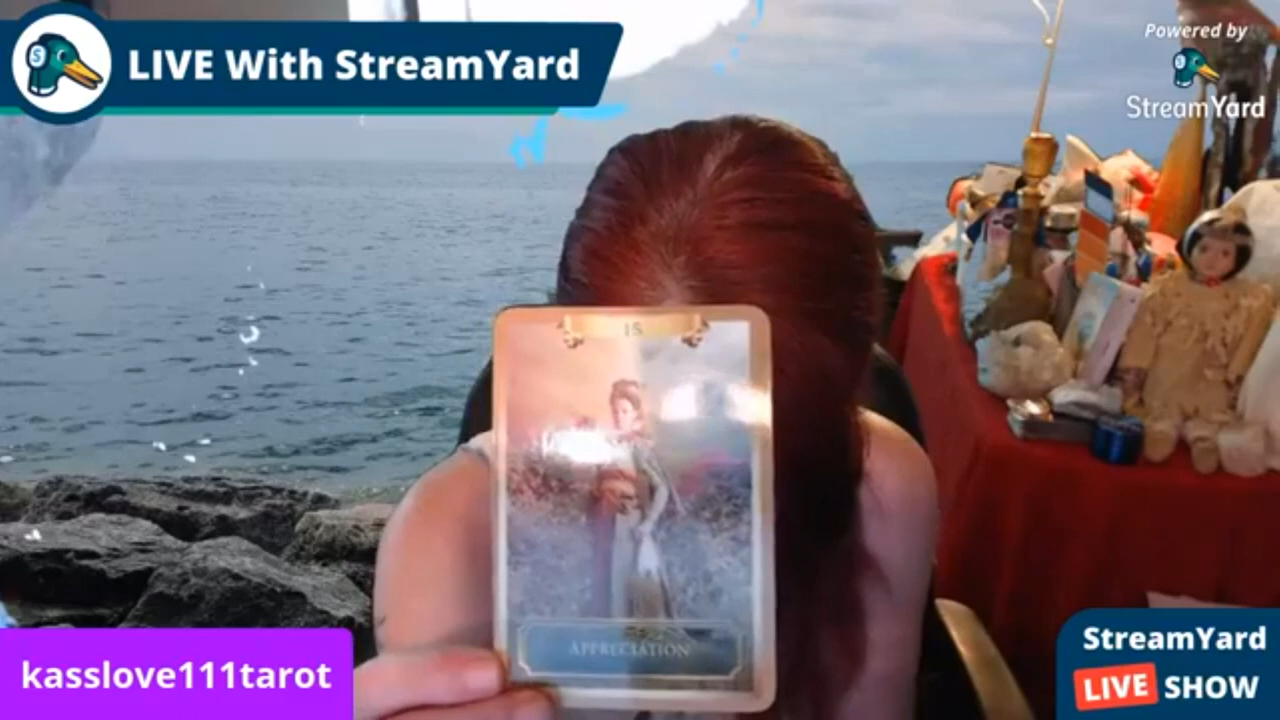 LIVE With StreamYard
Powered by
StreamYard
15
APPRECIATION
kasslove111tarot
StreamYard
LIVE SHOW